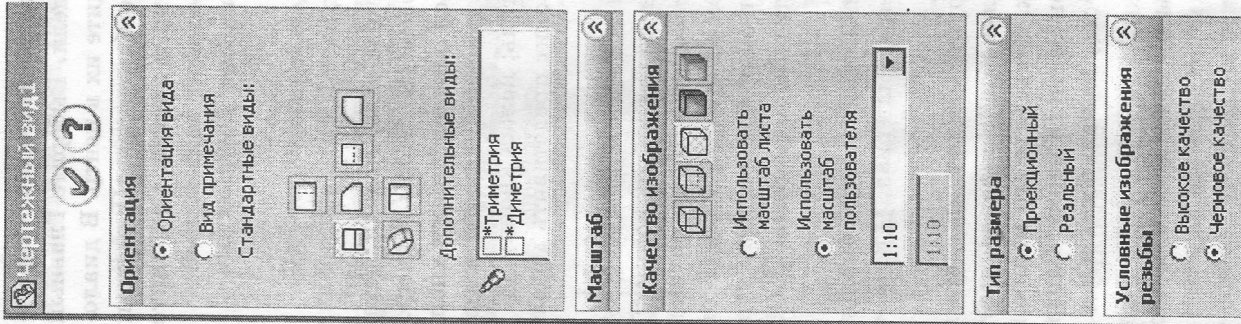 Чертежный вид1
?
Ориентация
Ориентация вида
Вид примечания
Стандартные виды:
Дополнительные виды:
*Триметрия
*Диметрия
Масштаб
Качество изображения
Использовать
масштаб листа
Использовать
масштаб
пользователя
1:10
1:10
Тип размера
Проекционный
Реальный
Условные изображения
резьбы
Высокое качество
Черновое качество